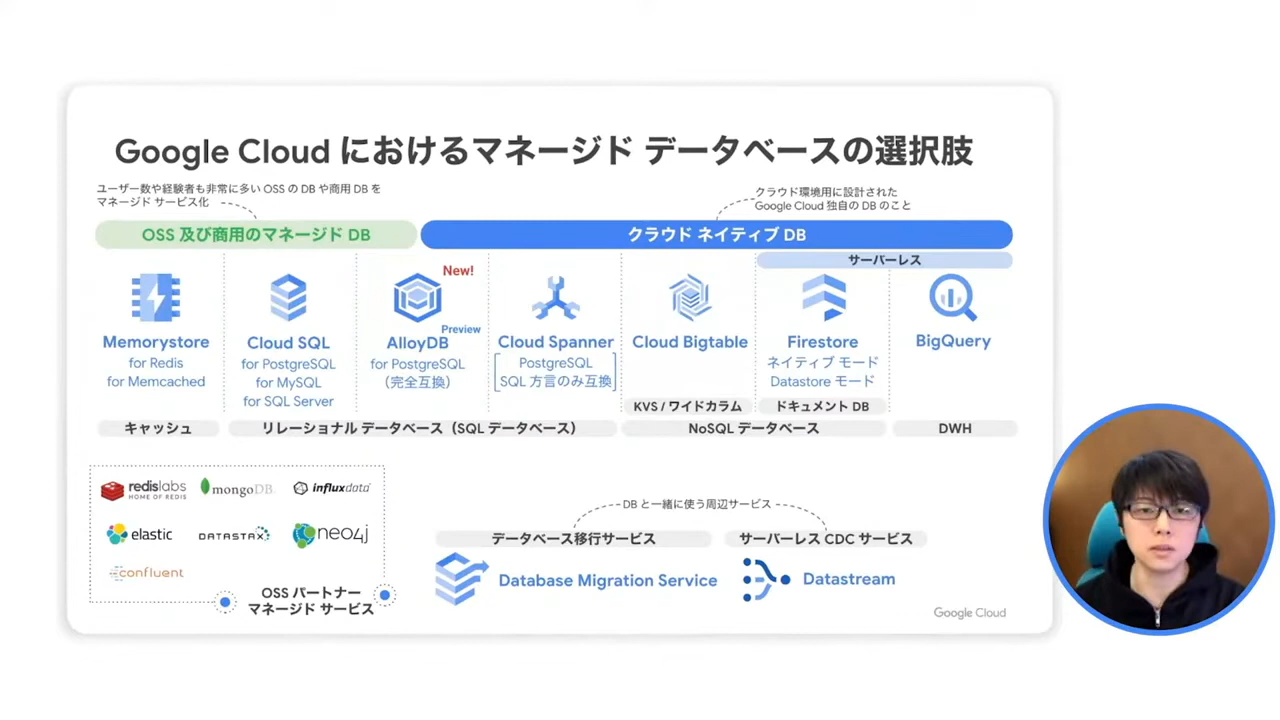 Google Cloud におけるマネージド データベースの選択肢
ユーザー数や経験者も非常に多い OSS の DB や商用 DB を
マネージド サービス化
クラウド環境用に設計された
Google Cloud 独自の DB のこと
OSS 及び商用のマネージド DB
クラウド ネイティブ DB
サーバーレス
Memorystore
for Redis
for Memcached
Cloud SQL
for PostgreSQL
for MySQL
for SQL Server
New!
Preview
AlloyDB
for PostgreSQL
（完全互換）
Cloud Spanner
PostgreSQL
SQL 方言のみ互換
Cloud Bigtable
Firestore
ネイティブ モード
Datastore モード
BigQuery
KVS / ワイドカラム
ドキュメント DB
キャッシュ
リレーショナル データベース（SQL データベース）
NoSQL データベース
DWH
redislabs
HOME OF REDIS
mongoDB.
influxdata
elastic
DATASTAX
neo4j
confluent
OSS パートナー
マネージド サービス
DB と一緒に使う周辺サービス
データベース移行サービス
サーバーレス CDC サービス
Database Migration Service
Datastream
Google Cloud